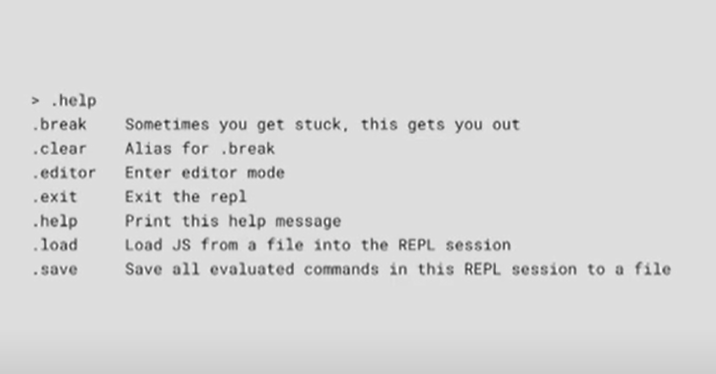 > .help
.break Sometimes you get stuck, this gets you out
.clear Alias for .break
.editor Enter editor mode
.exit Exit the repl
.help Print this help message
.load Load JS from a file into the REPL session
.save Save all evaluated commands in this REPL session to a file